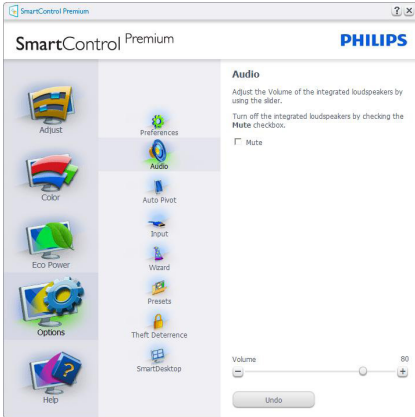 SmartControl Premium
SmartControl Premium
PHILIPS
Adjust
Color
Eco Power
Options
Help
Preferences
Audio
Auto Pivot
Input
Wizard
Presets
Theft Deterrence
SmartDesktop
Audio
Adjust the Volume of the integrated loudspeakers by
using the slider.
Turn off the integrated loudspeakers by checking the
Mute checkbox.
Mute
Volume 80
Undo